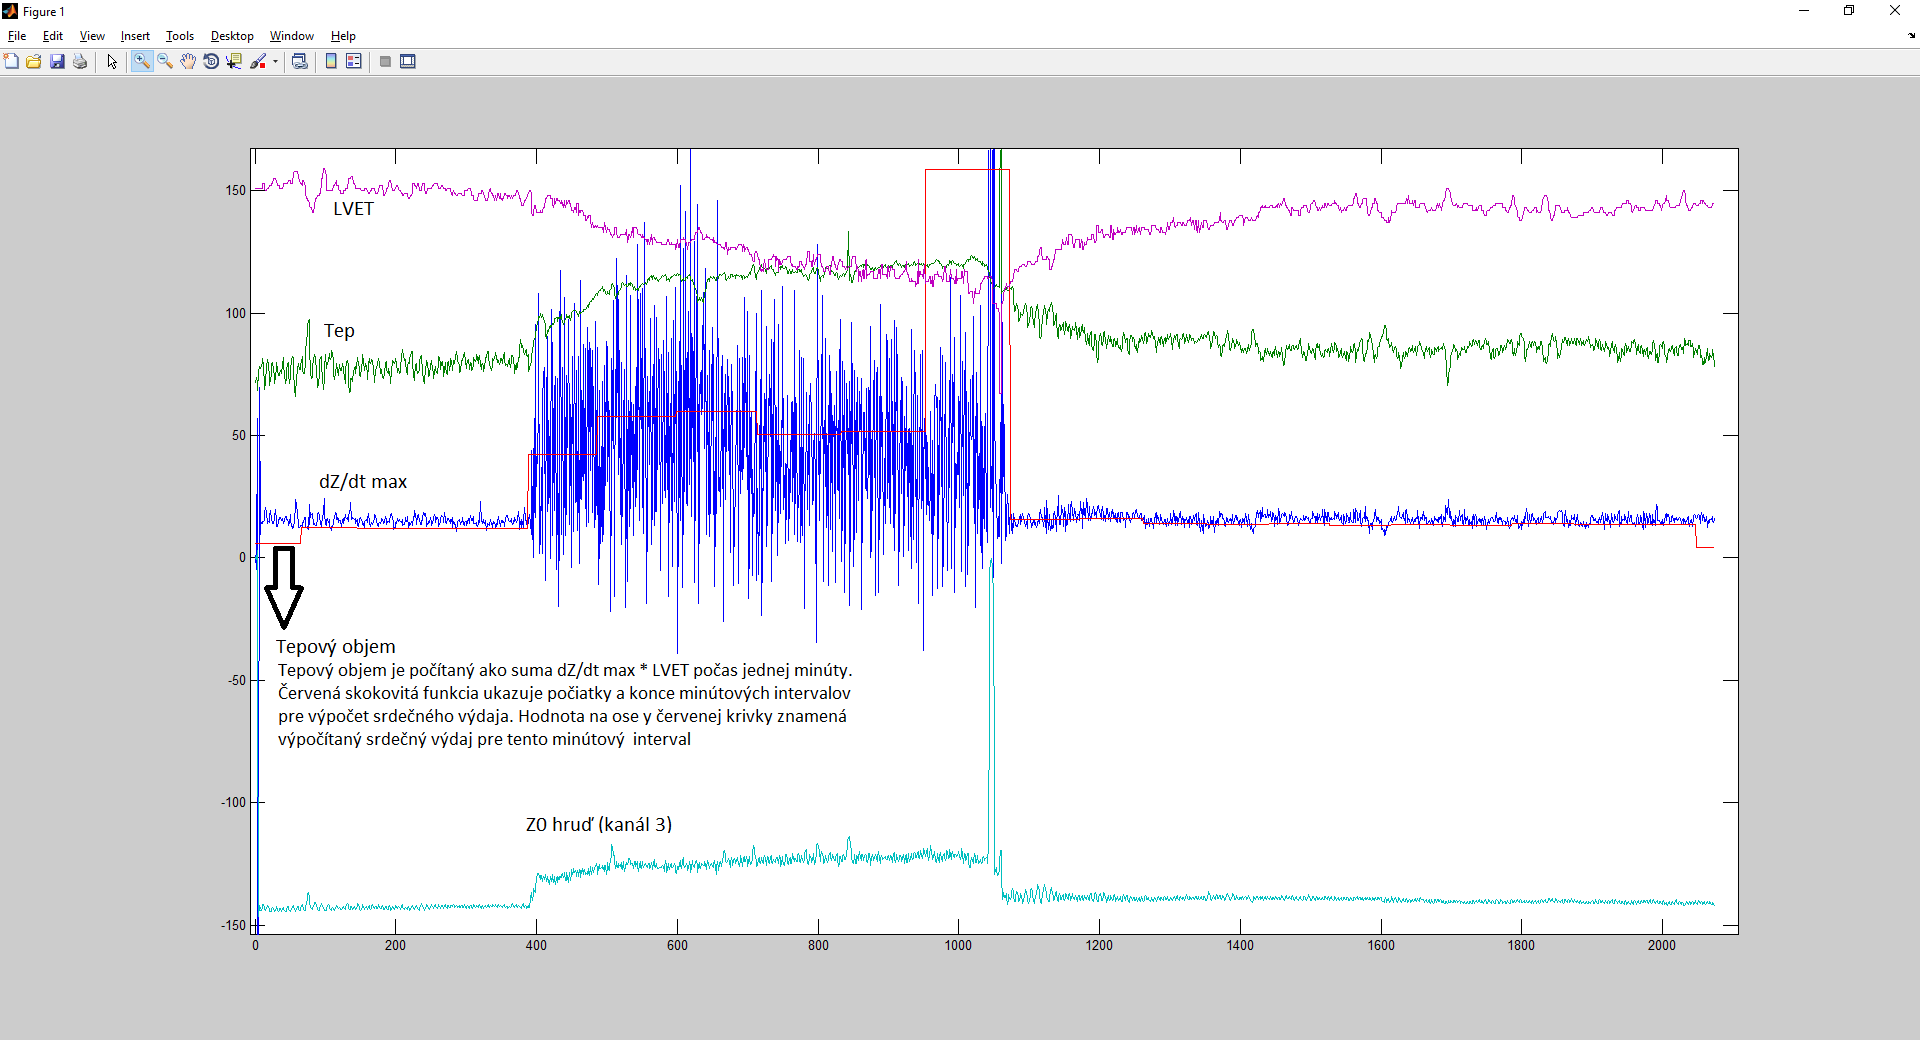 Figure 1
File Edit View Insert Tools Desktop Window Help
150
LVET
100
Tep
50
dZ/dt max
0
Tepový objem
Tepový objem je počítaný ako suma dZ/dt max * LVET počas jednej minúty.
-50
Červená skokovitá funkcia ukazuje počiatky a konce minútových intervalov
pre výpočet srdečného výdaja. Hodnota na ose y červenej krivky znamená
výpočítaný srdečný výdaj pre tento minútový  interval
-100
Z0 hruď (kanál 3)
-150
0 200 400 600 800 1000 1200 1400 1600 1800 2000